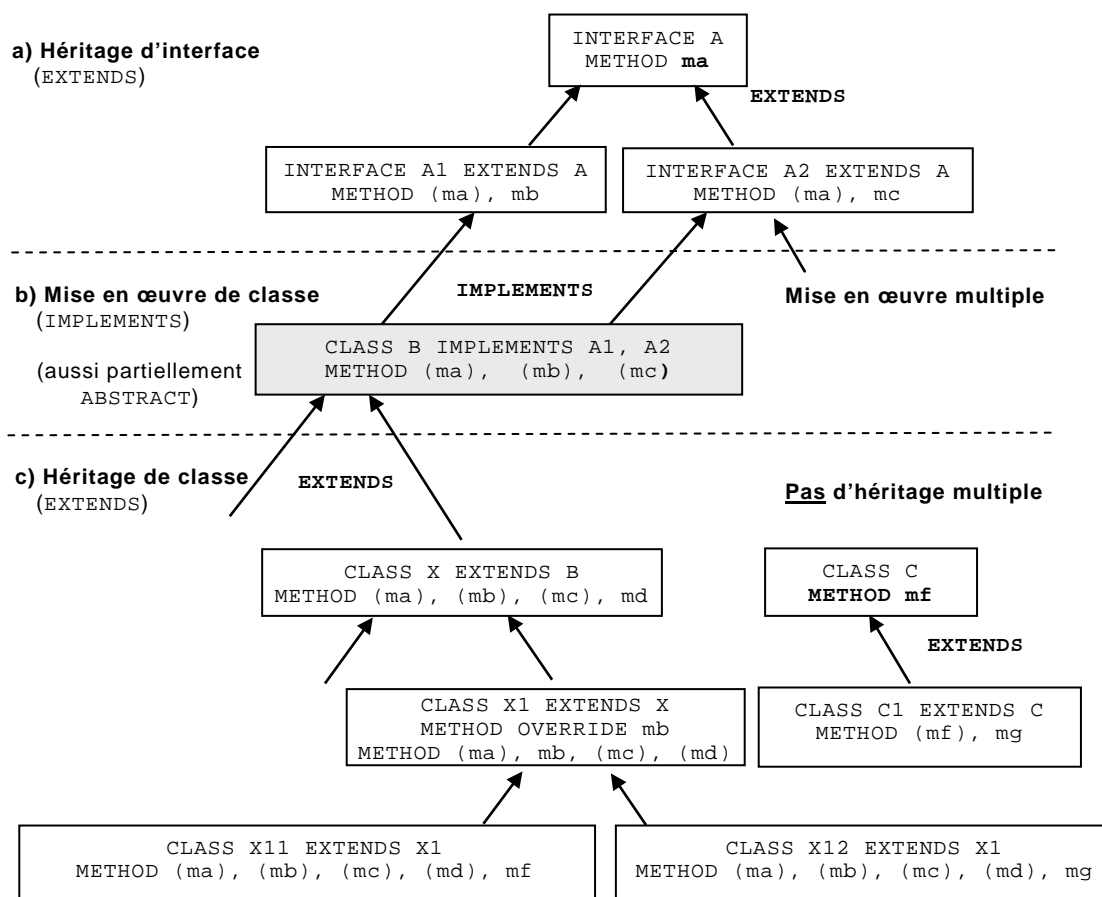 a) Héritage d'interface
(EXTENDS)
INTERFACE A
METHOD ma
EXTENDS
INTERFACE A1 EXTENDS A
METHOD (ma), mb
INTERFACE A2 EXTENDS A
METHOD (ma), mc
b) Mise en œuvre de classe
(IMPLEMENTS)
IMPLEMENTS
Mise en œuvre multiple
(aussi partiellement
ABSTRACT)
CLASS B IMPLEMENTS A1, A2
METHOD (ma), (mb), (mc)
c) Héritage de classe
(EXTENDS)
EXTENDS
Pas d'héritage multiple
CLASS X EXTENDS B
METHOD (ma), (mb), (mc), md
CLASS C
METHOD mf
EXTENDS
CLASS X1 EXTENDS X
METHOD OVERRIDE mb
METHOD (ma), mb, (mc), (md)
CLASS C1 EXTENDS C
METHOD (mf), mg
CLASS X11 EXTENDS X1
METHOD (ma), (mb), (mc), (md), mf
CLASS X12 EXTENDS X1
METHOD (ma), (mb), (mc), (md), mg